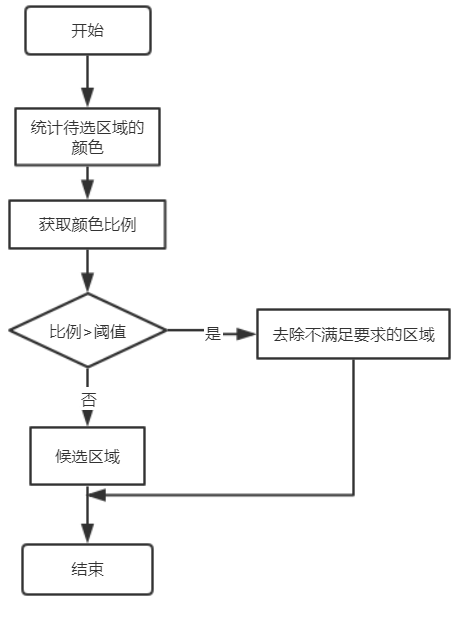 开始
统计待选区域的
颜色
获取颜色比例
比例>阈值
是
去除不满足要求的区域
否
候选区域
结束